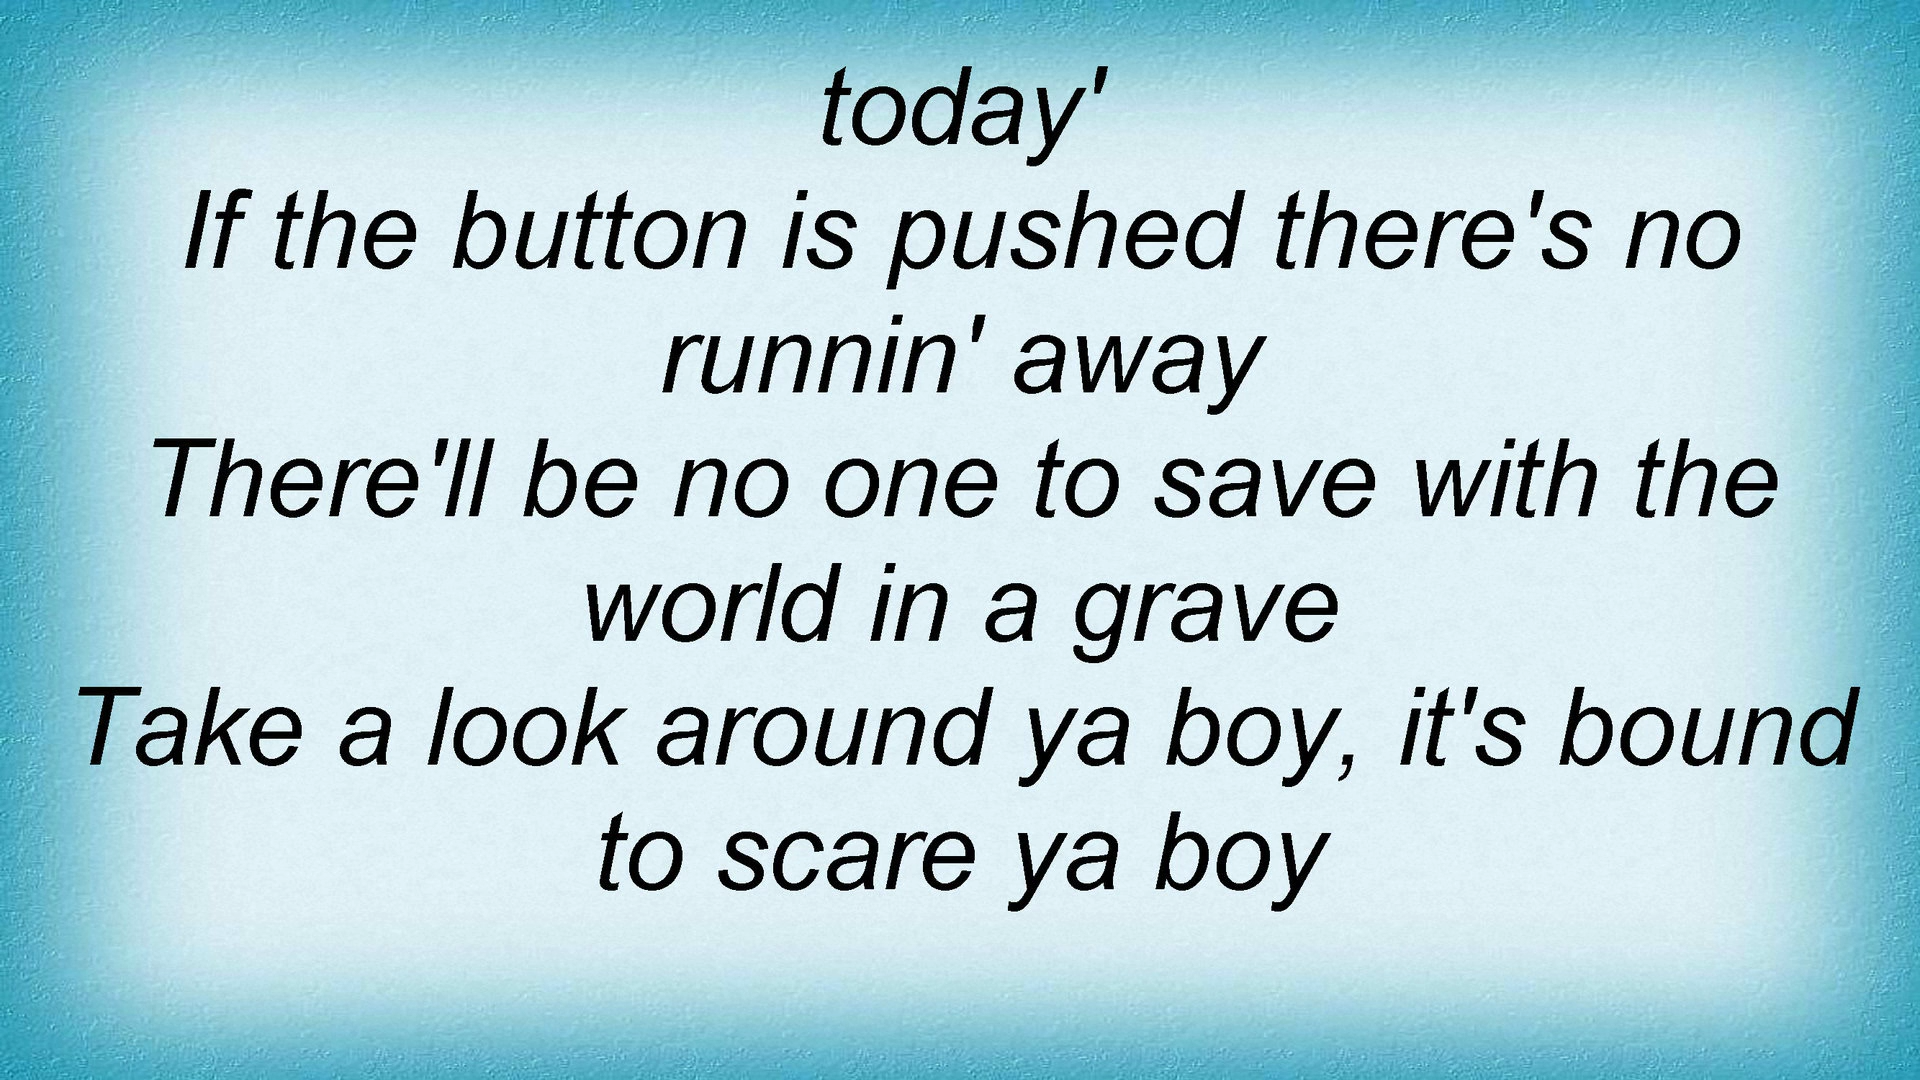 today'
If the button is pushed there's no
runnin' away
There'll be no one to save with the
world in a grave
Take a look around ya boy, it's bound
to scare ya boy